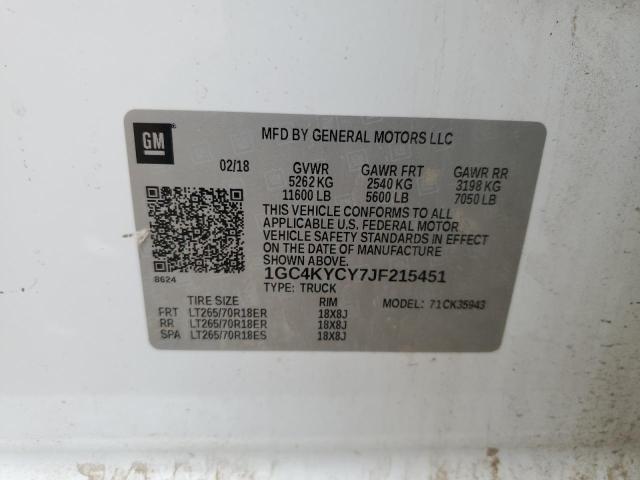 GM
MFD BY GENERAL MOTORS LLC
02/18 GVWR GAWR FRT GAWR RR
5262 KG 2540 KG 3198 KG
11600 LB 5600 LB 7050 LB
THIS VEHICLE CONFORMS TO ALL
APPLICABLE U.S. FEDERAL MOTOR
VEHICLE SAFETY STANDARDS IN EFFECT
ON THE DATE OF MANUFACTURE
SHOWN ABOVE.
8624 1GC4KYCY7JF215451
TYPE: TRUCK
TIRE SIZE RIM MODEL: 71CK35943
FRT LT265/70R18ER 18X8J
RR LT265/70R18ER 18X8J
SPA LT265/70R18ES 18X8J